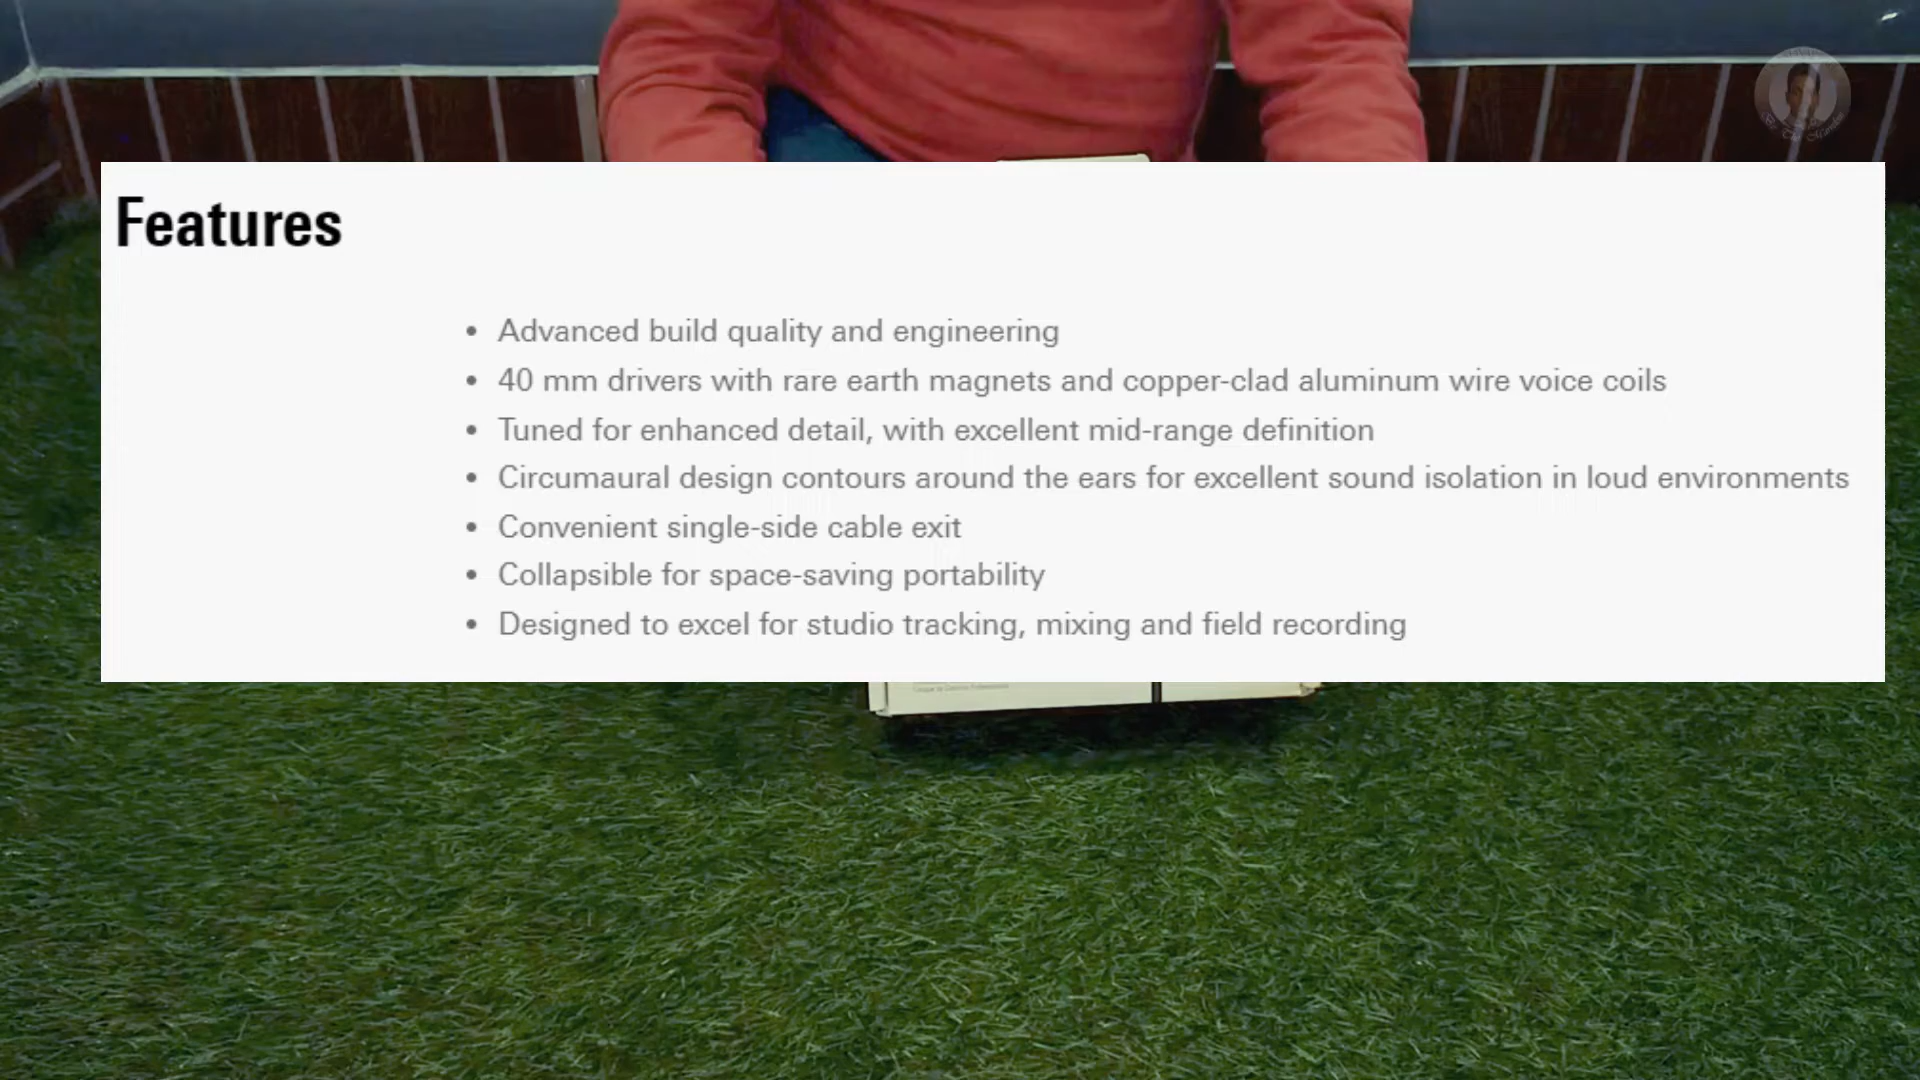 Features
• Advanced build quality and engineering
• 40 mm drivers with rare earth magnets and copper-clad aluminum wire voice coils
• Tuned for enhanced detail, with excellent mid-range definition
• Circumaural design contours around the ears for excellent sound isolation in loud environments
• Convenient single-side cable exit
• Collapsible for space-saving portability
• Designed to excel for studio tracking, mixing and field recording